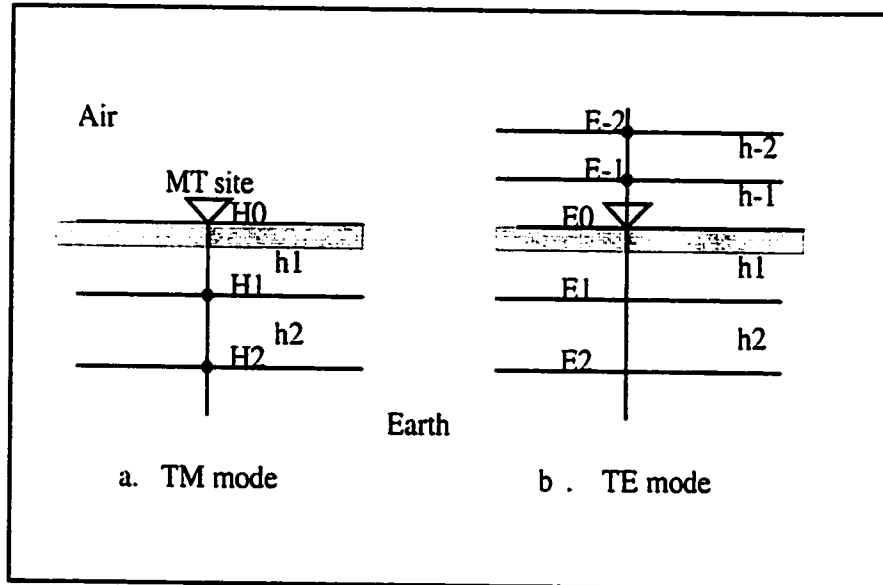 Air
MT site
H0
h1
H1
h2
H2
a. TM mode
E-2
h-2
E-1
h-1
E0
h1
E1
h2
E2
Earth
b . TE mode